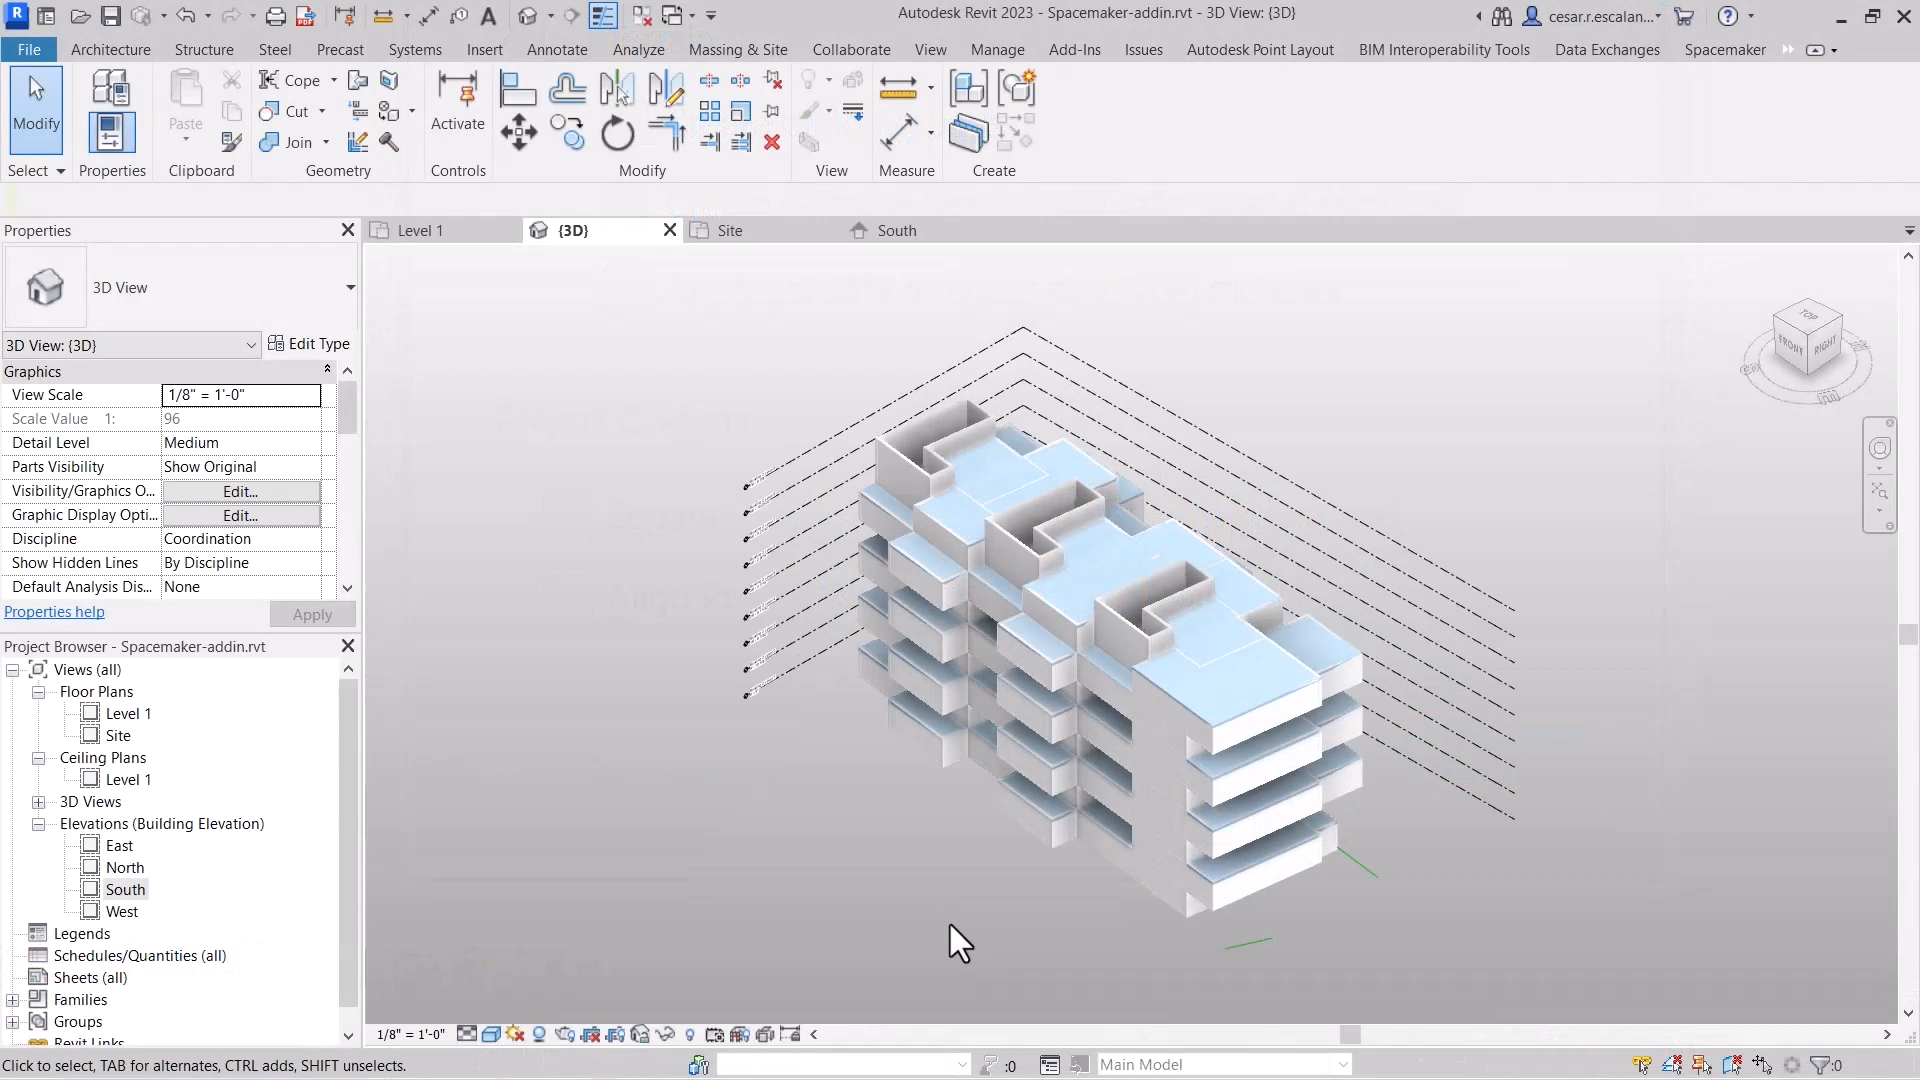 Autodesk Revit 2023 - Spacemaker-addin.rvt - 3D View: {3D}
cesar.r.escalan...
File Architecture Structure Steel Precast Systems Insert Annotate Analyze Massing & Site Collaborate View Manage Add-Ins Issues Autodesk Point Layout BIM Interoperability Tools Data Exchanges Spacemaker
Modify
Paste
Cope
Cut
Join
Activate
Select Properties Clipboard Geometry Controls Modify View Measure Create
Properties
Level 1
{3D}
Site
South
3D View
3D View: {3D}
Edit Type
Graphics
View Scale 1/8" = 1'-0"
Scale Value 1: 96
Detail Level Medium
Parts Visibility Show Original
Visibility/Graphics O... Edit...
Graphic Display Opti... Edit...
Discipline Coordination
Show Hidden Lines By Discipline
Default Analysis Dis... None
Properties help
Apply
Project Browser - Spacemaker-addin.rvt
Views (all)
Floor Plans
Level 1
Site
Ceiling Plans
Level 1
3D Views
Elevations (Building Elevation)
East
North
South
West
Legends
Schedules/Quantities (all)
Sheets (all)
Families
Groups
Revit Links
TOP
FRONT
RIGHT
1/8" = 1'-0"
Click to select, TAB for alternates, CTRL adds, SHIFT unselects.
:0
Main Model
:0